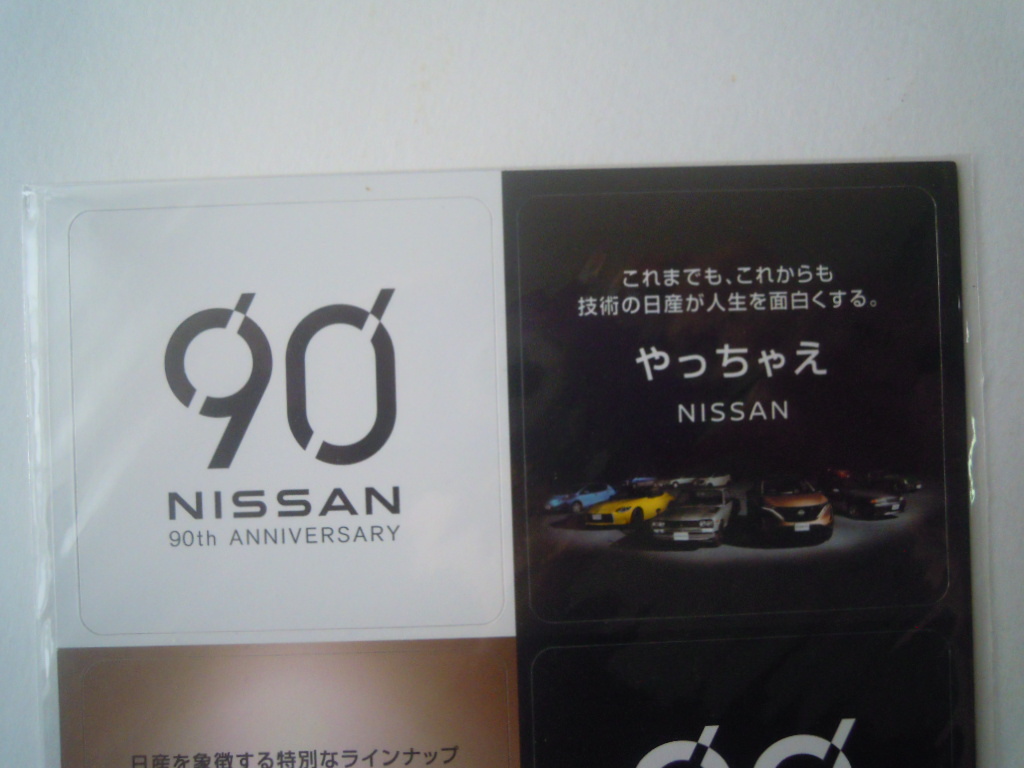 90
NISSAN
90th ANNIVERSARY
これまでも、これからも
技術の日産が人生を面白くする。
やっちゃえ
NISSAN
日産を象徴する特別なラインナップ
90